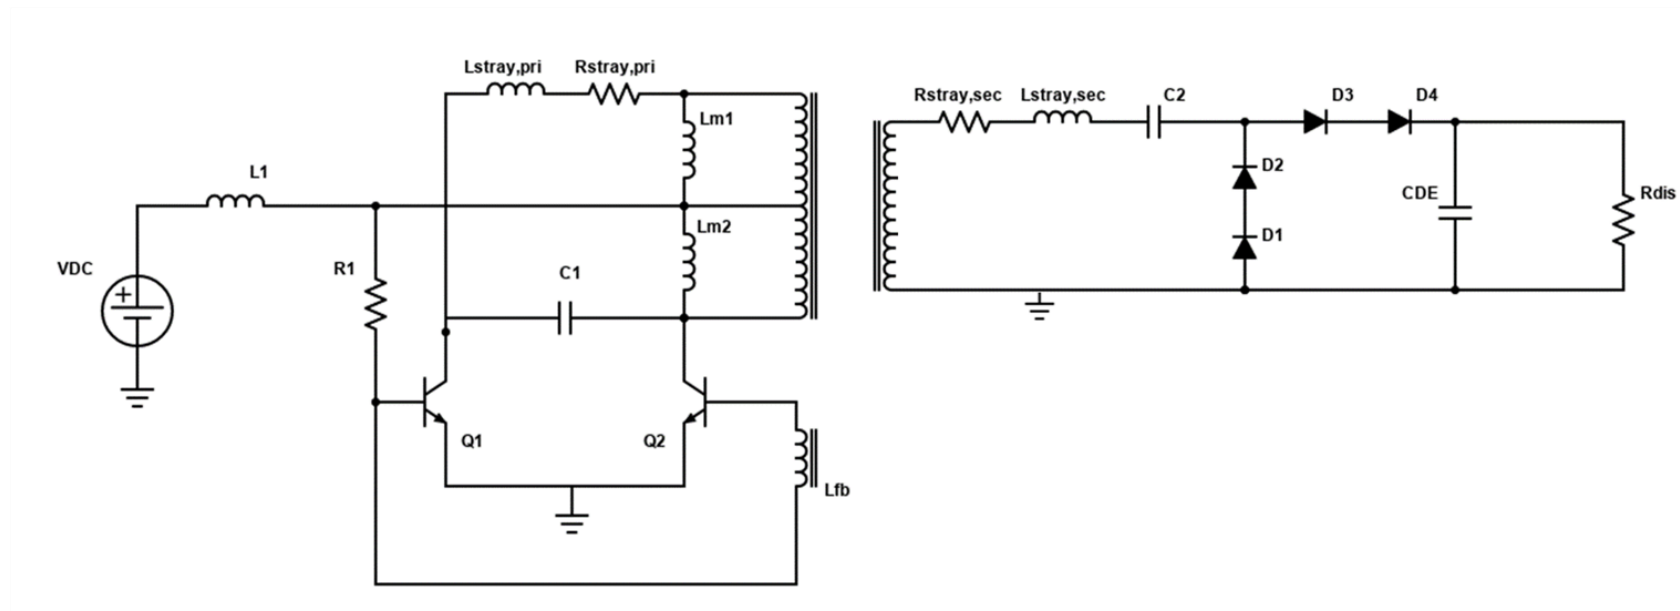 Lstray,pri Rstray,pri
Rstray,sec Lstray,sec C2 D3 D4
Lm1
L1
D2
CDE
Rdis
Lm2
D1
VDC
+
R1
C1
Q1
Q2
Lfb